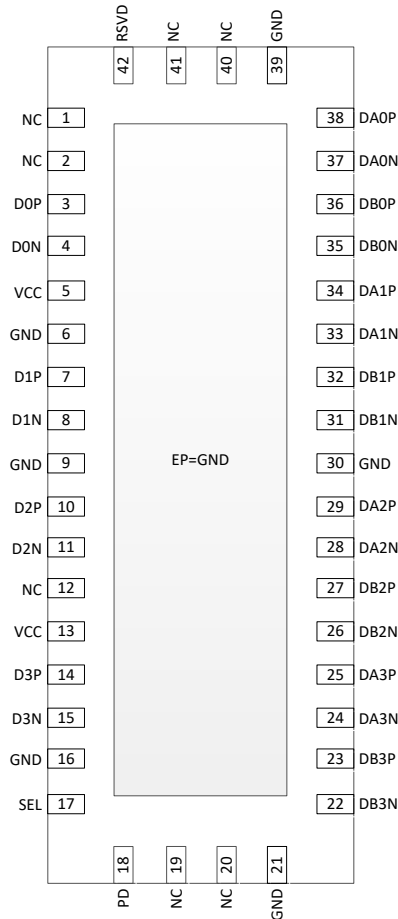 RSVD NC NC GND
42 41 40 39
NC 1 38 DA0P
NC 2 37 DA0N
D0P 3 36 DB0P
D0N 4 35 DB0N
VCC 5 34 DA1P
GND 6 33 DA1N
D1P 7 32 DB1P
D1N 8 31 DB1N
GND 9 EP=GND 30 GND
D2P 10 29 DA2P
D2N 11 28 DA2N
NC 12 27 DB2P
VCC 13 26 DB2N
D3P 14 25 DA3P
D3N 15 24 DA3N
GND 16 23 DB3P
SEL 17 22 DB3N
18 19 20 21
PD NC NC GND